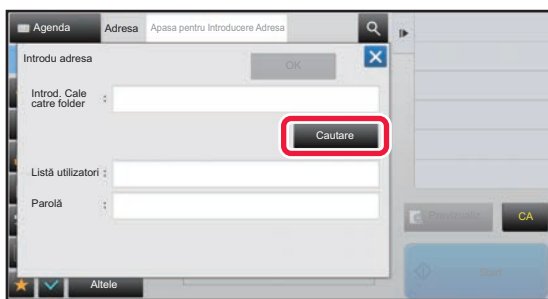 Agenda
Adresa
Apasa pentru Introducere Adresa
Introdu adresa
OK
Introd. Cale
catre folder :
Cautare
Listă utilizatori :
Parolă :
CA
Start
Altele